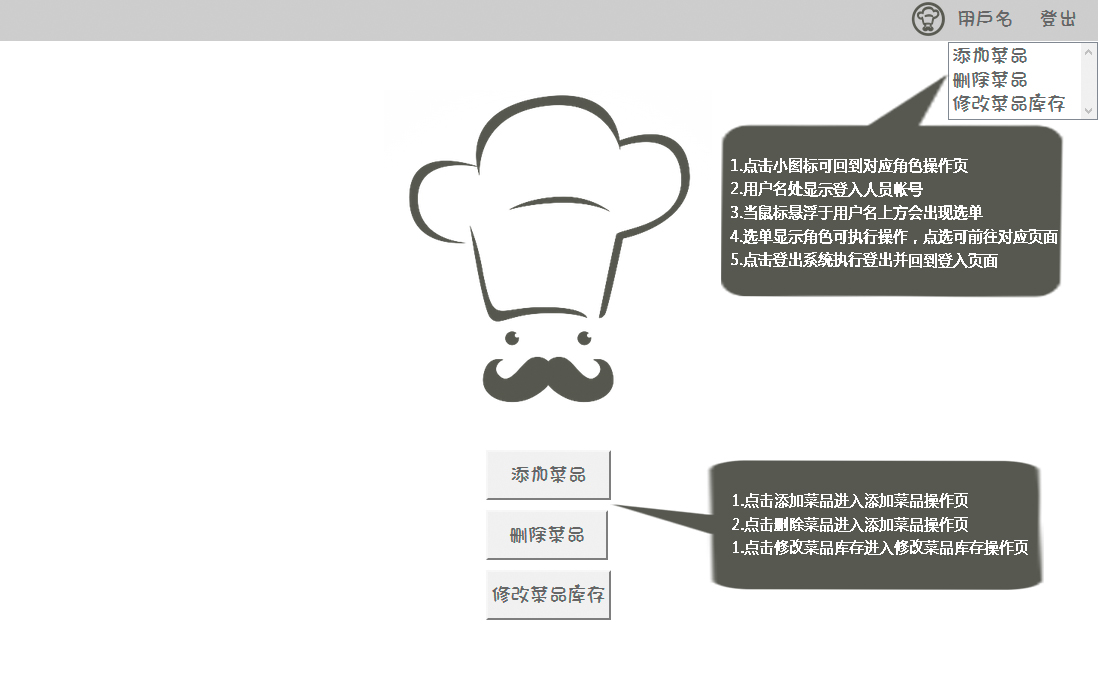 用戶名 登出
添加菜品
删除菜品
修改菜品库存
1.点击小图标可回到对应角色操作页
2.用户名处显示登入人员帐号
3.当鼠标悬浮于用户名上方会出现选单
4.选单显示角色可执行操作，点选可前往对应页面
5.点击登出系统执行登出并回到登入页面
添加菜品
删除菜品
修改菜品库存
1.点击添加菜品进入添加菜品操作页
2.点击删除菜品进入添加菜品操作页
1.点击修改菜品库存进入修改菜品库存操作页